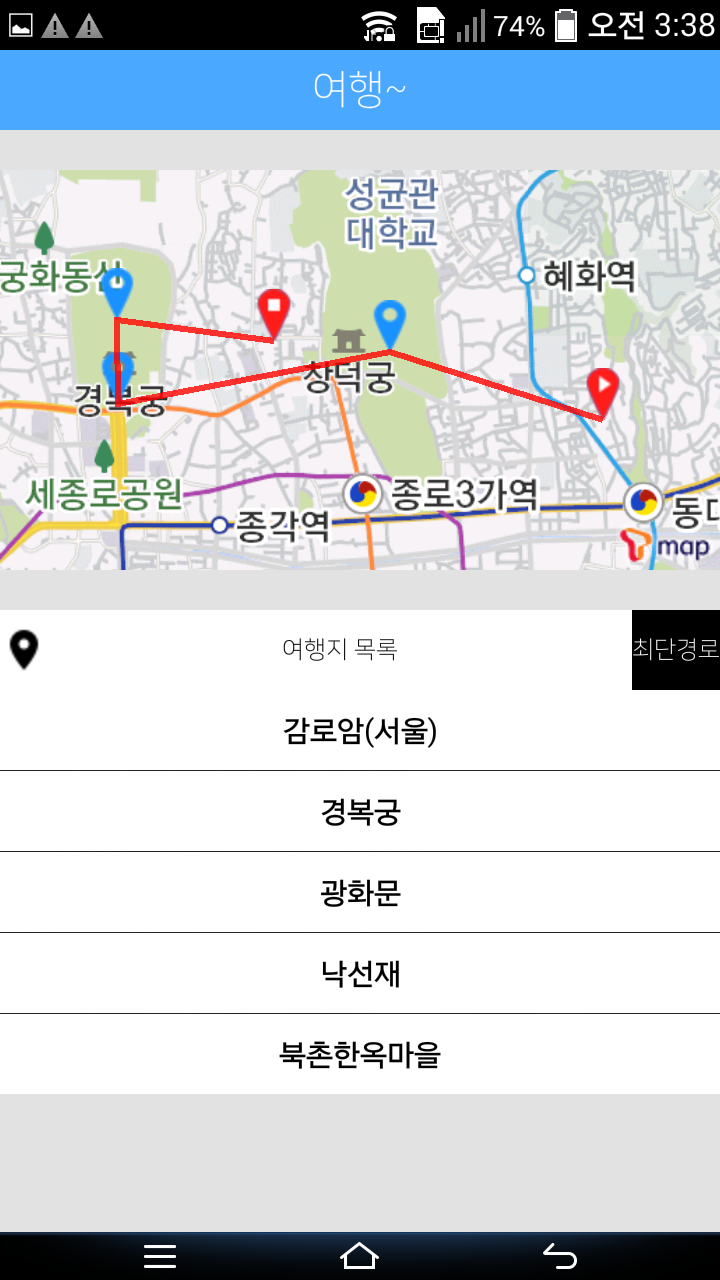 74% 오전 3:38
여행~
성균관
대학교
궁화동산
혜화역
창덕궁
경복궁
세종로공원
종로3가역
종각역
동대
map
여행지 목록
최단경로
감로암(서울)
경복궁
광화문
낙선재
북촌한옥마을